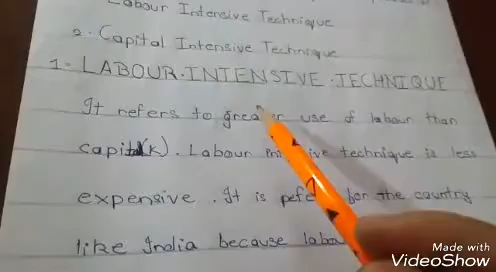 Labour Intensive Technique
2. Capital Intensive Technique
1- LABOUR.INTENSIVE.TECHNIQUE
It refers to use of labour than
capital(K). Labour technique is less
expensive. It is for the country
like India because
Made with
VideoShow